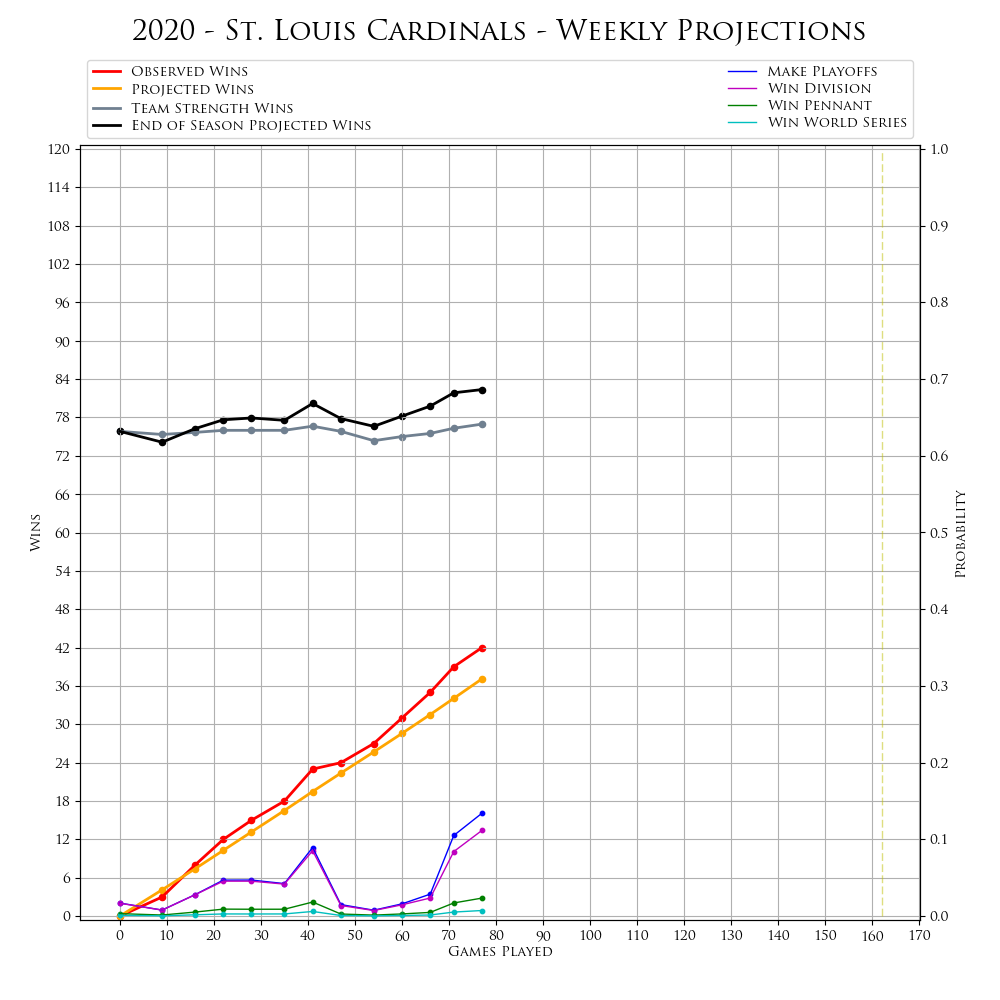 2020 - St. Louis Cardinals - Weekly Projections
Observed Wins
Projected Wins
Team Strength Wins
End of Season Projected Wins
Make Playoffs
Win Division
Win Pennant
Win World Series
120
114
108
102
96
90
84
78
72
66
60
54
48
42
36
30
24
18
12
6
0
Wins
1.0
0.9
0.8
0.7
0.6
0.5
0.4
0.3
0.2
0.1
0.0
Probability
0 10 20 30 40 50 60 70 80 90 100 110 120 130 140 150 160 170
Games Played